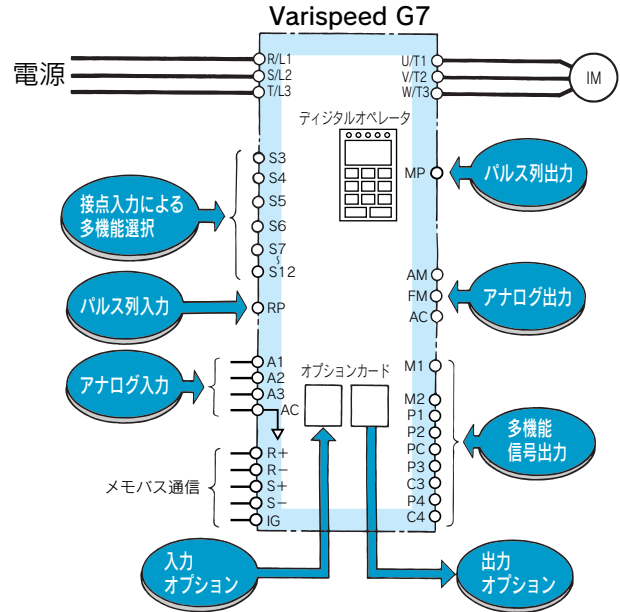 Varispeed G7
電源
R/L1
S/L2
T/L3
U/T1
V/T2
W/T3
IM
ディジタルオペレータ
接点入力による
多機能選択
S3
S4
S5
S6
S7
〜
S12
MP
パルス列出力
パルス列入力
RP
AM
FM
AC
アナログ出力
アナログ入力
A1
A2
A3
AC
オプションカード
M1
M2
P1
P2
PC
P3
C3
P4
C4
多機能
信号出力
メモバス通信
R+
R−
S+
S−
IG
入力
オプション
出力
オプション